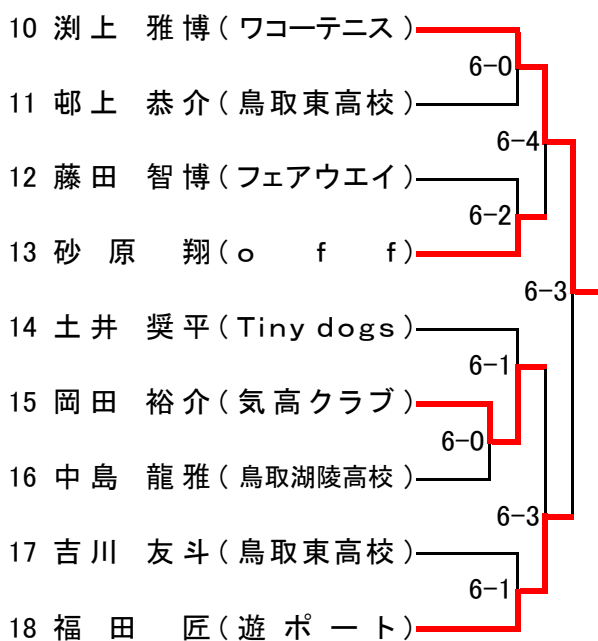 10 渕上 雅博(ワコーテニス)
6-0
11 邨上 恭介(鳥取東高校)
6-4
12 藤田 智博(フェアウエイ)
6-2
13 砂原 翔(off)
6-3
14 土井 奨平(Tiny dogs)
6-1
15 岡田 裕介(気高クラブ)
6-0
16 中島 龍雅(鳥取湖陵高校)
6-3
17 吉川 友斗(鳥取東高校)
6-1
18 福田 匠(遊ポート)